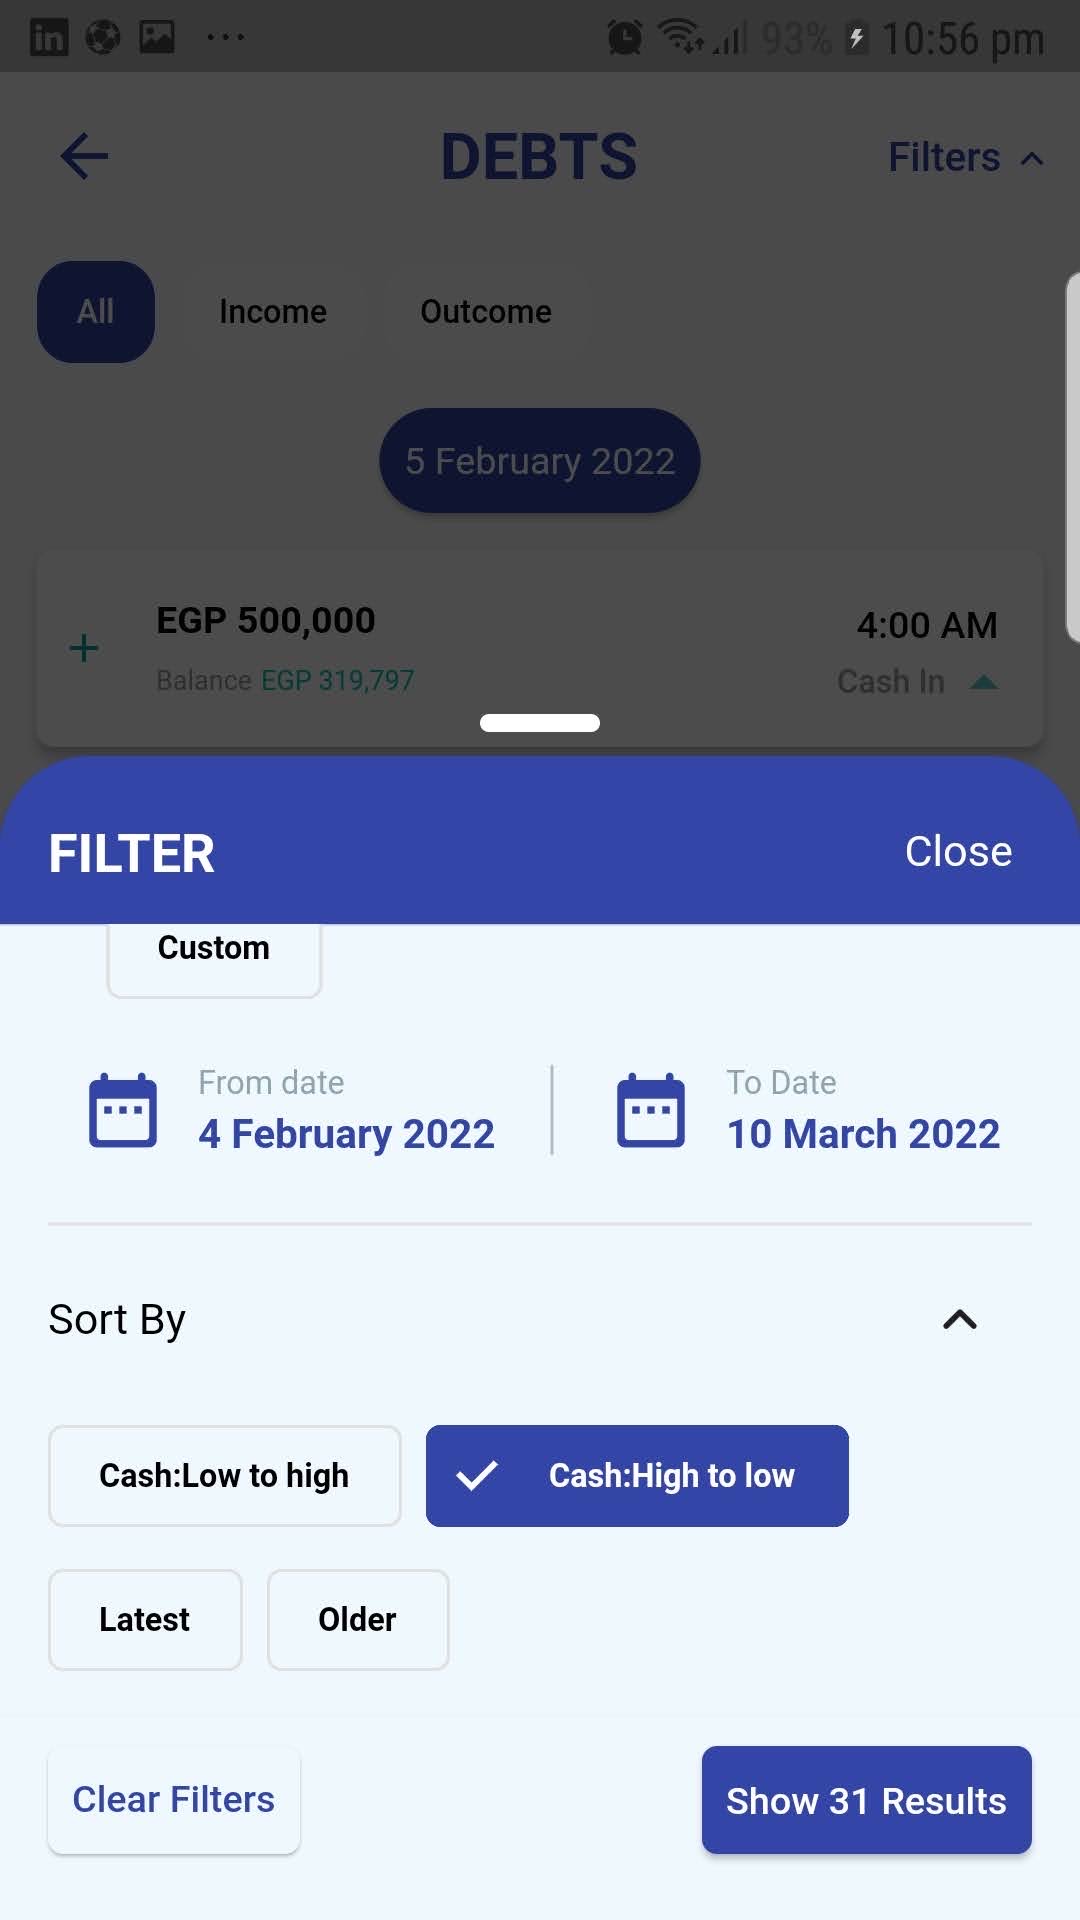 in 93% 10:56 pm
DEBTS Filters
All Income Outcome
5 February 2022
EGP 500,000 4:00 AM
Balance EGP 319,797 Cash In
FILTER Close
Custom
From date To Date
4 February 2022 10 March 2022
Sort By
Cash:Low to high Cash:High to low
Latest Older
Clear Filters Show 31 Results